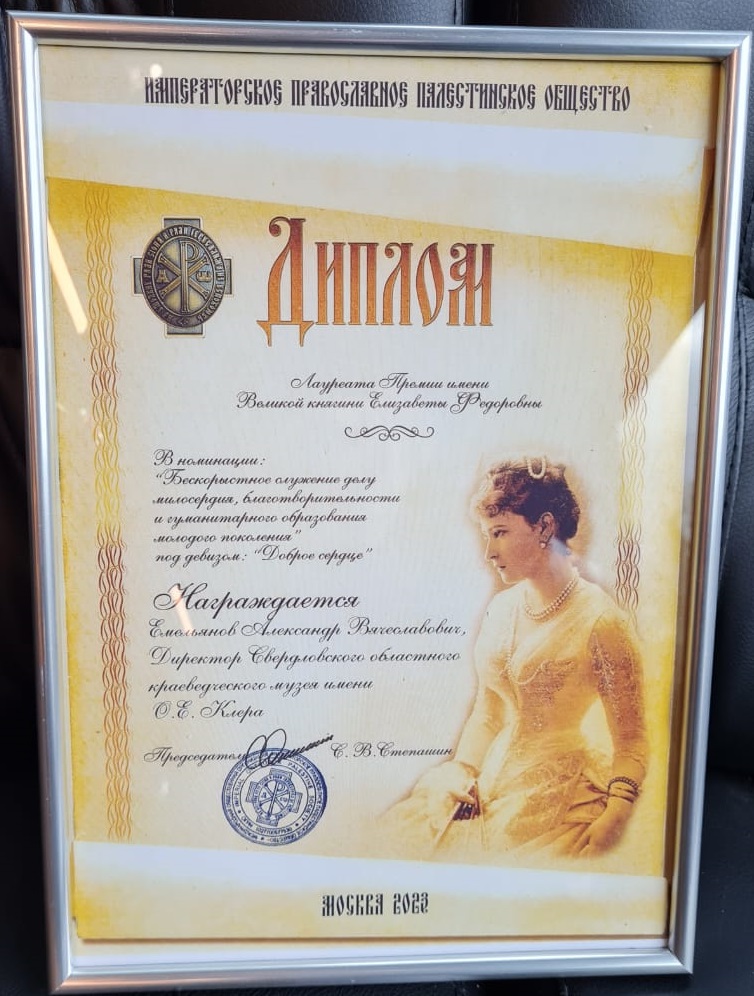 ИМПЕРАТОРСКОЕ ПРАВОСЛАВНОЕ ПАЛЕСТИНСКОЕ ОБЩЕСТВО
Диплом
Лауреата Премии имени
Великой княгини Елизаветы Федоровны
В номинации:
"Бескорыстное служение делу
милосердия, благотворительности
и гуманитарного образования
молодого поколения"
под девизом: "Доброе сердце"
Награждается
Емельянов Александр Вячеславович,
Директор Свердловского областного
краеведческого музея имени
О.Е. Клера
Председатель С. В. Степашин
МОСКВА 2023